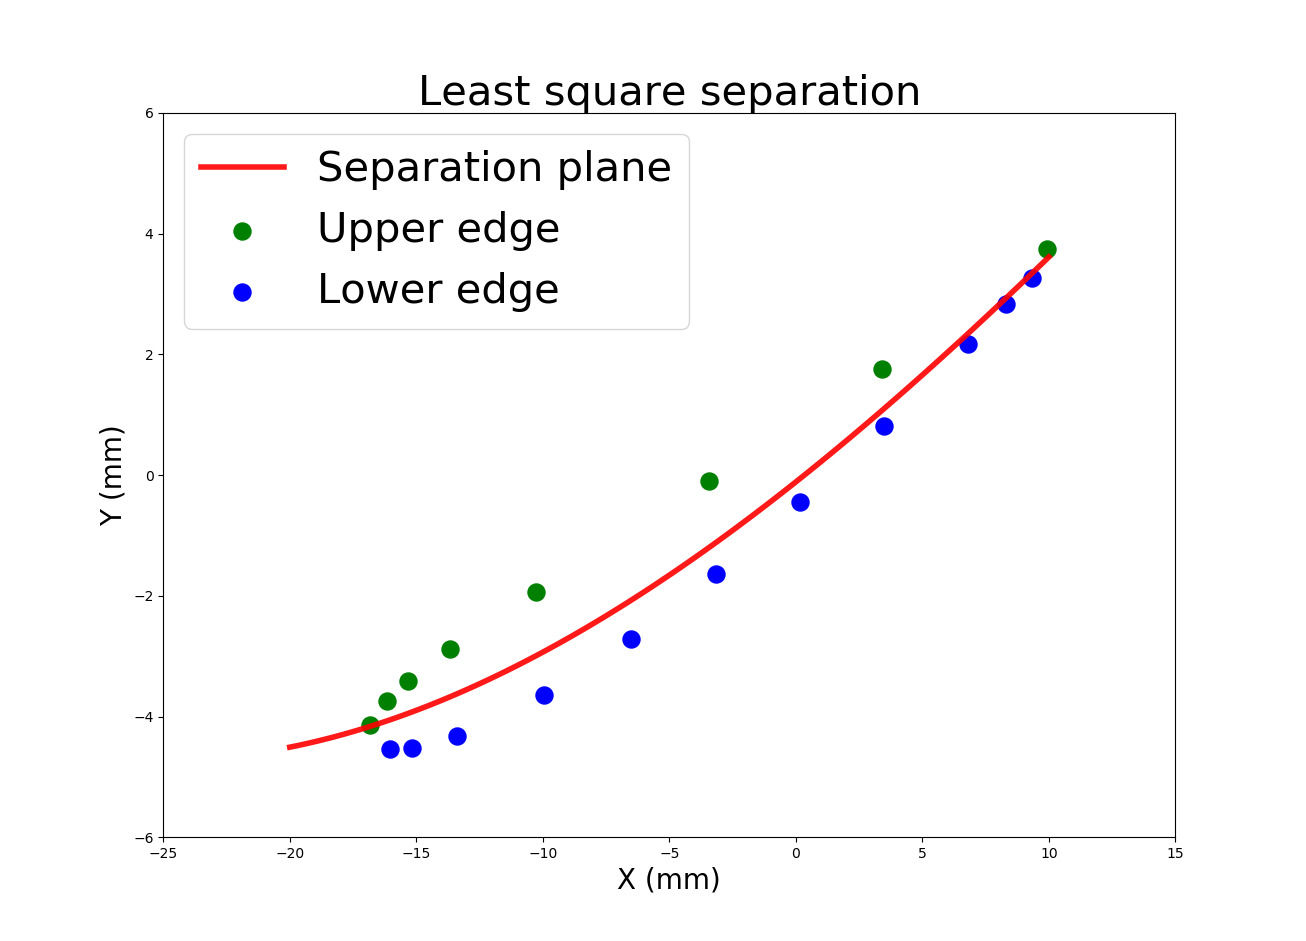 Least square separation
6
4
2
0
−2
−4
−6
Y (mm)
Separation plane
Upper edge
Lower edge
−25 −20 −15 −10 −5 0 5 10 15
X (mm)